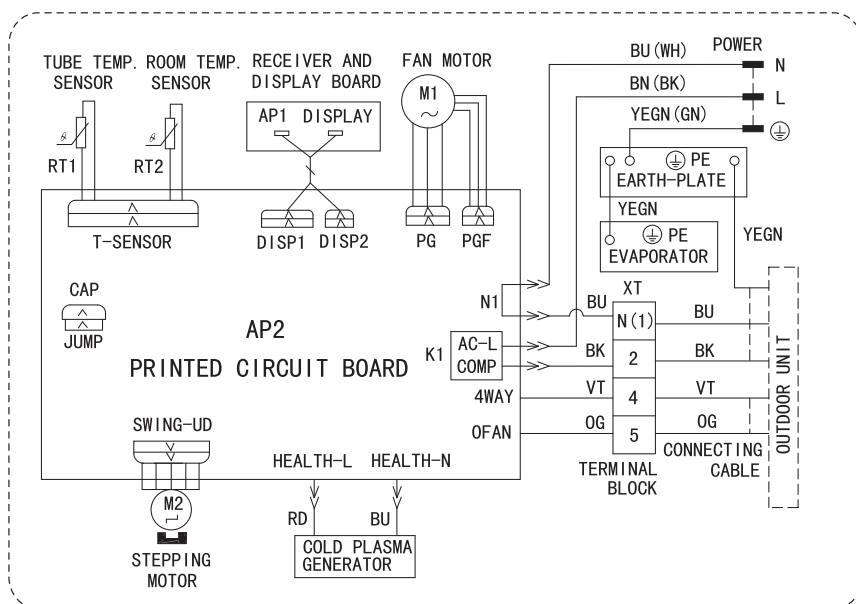 TUBE TEMP. SENSOR
ROOM TEMP. SENSOR
RECEIVER AND
DISPLAY BOARD
FAN MOTOR
BU(WH)
POWER
N
BN(BK)
L
YEGN(GN)
AP1 DISPLAY
M1
~
RT1
RT2
PE
EARTH-PLATE
YEGN
YEGN
PE
EVAPORATOR
T-SENSOR
DISP1
DISP2
PG
PGF
CAP
JUMP
AP2
PRINTED CIRCUIT BOARD
N1
BU
XT
N(1)
BU
K1
AC-L
COMP
BK
2
BK
4WAY
VT
4
VT
OFAN
OG
5
OG
OUTDOOR UNIT
TERMINAL
BLOCK
CONNECTING
CABLE
SWING-UD
M2
STEPPING
MOTOR
HEALTH-L
HEALTH-N
RD
BU
COLD PLASMA
GENERATOR